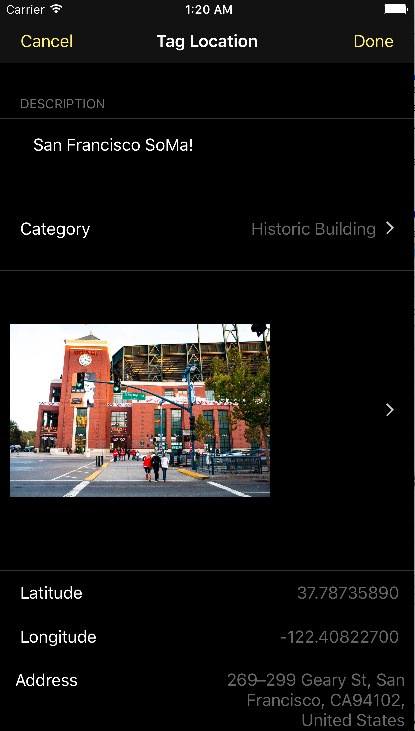 Carrier 1:20 AM
Cancel Tag Location Done
DESCRIPTION
San Francisco SoMa!
Category Historic Building
Latitude 37.78735890
Longitude -122.40822700
Address 269–299 Geary St, San
Francisco, CA94102,
United States